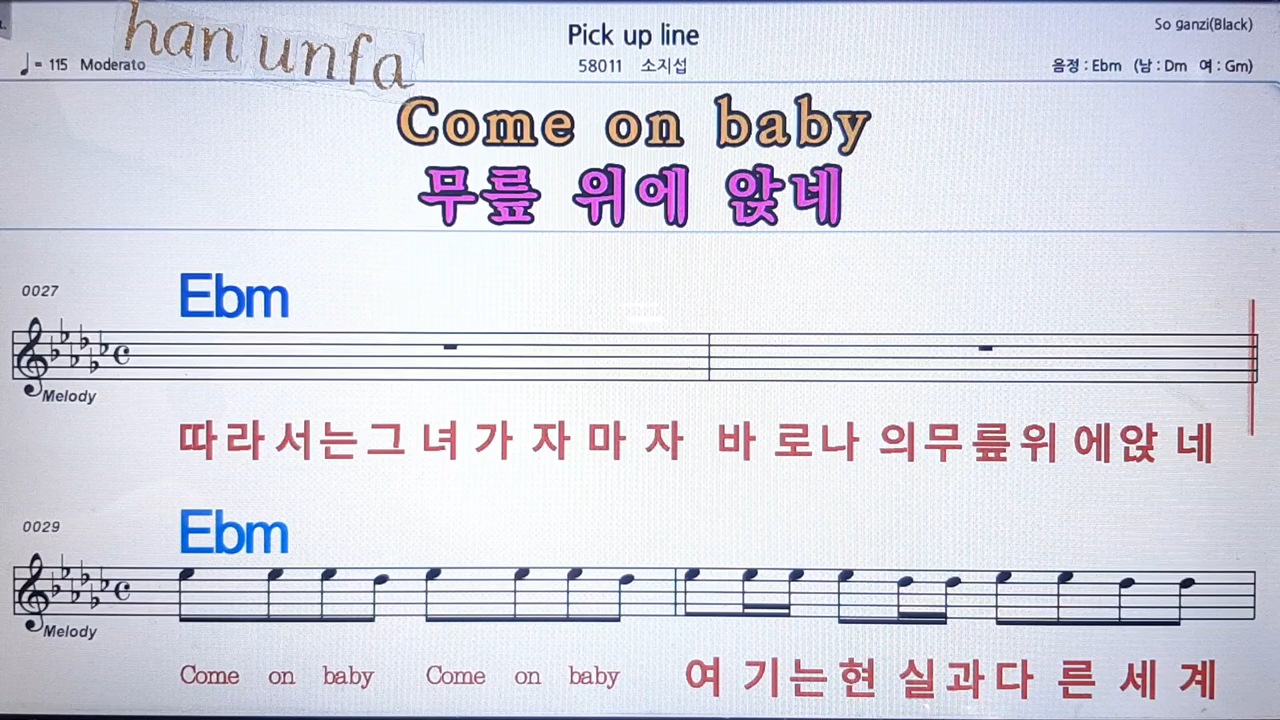 han unfa
Pick up line
So ganzi(Black)
= 115 Moderato
58011 소지섭
음정 : Ebm (남 : Dm 여 : Gm)
Come on baby
무릎 위에 앉네
0027
Ebm
Melody
따라서는그 녀 가 자 마 자 바 로나 의무릎위 에앉 네
0029
Ebm
Melody
Come on baby Come on baby 여 기는현 실과다 른 세 계